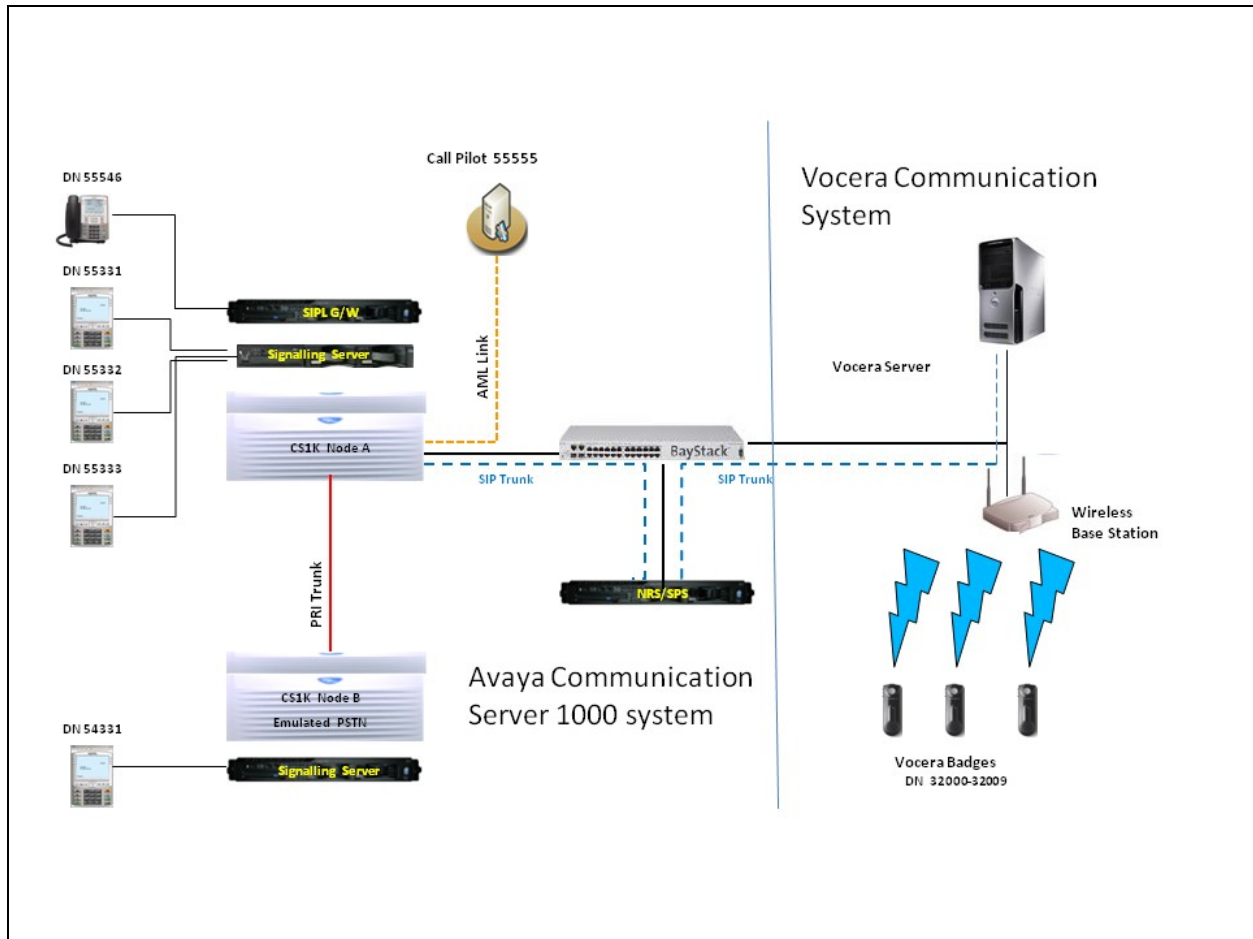 Call Pilot 55555
DN 55546
DN 55331
DN 55332
DN 55333
SIPL G/W
Signalling Server
CS1K Node A
AML Link
BayStack
SIP Trunk
SIP Trunk
NRS/SPS
PRI Trunk
CS1K Node B
Emulated PSTN
Signalling Server
DN 54331
Avaya Communication
Server 1000 system
Vocera Communication
System
Vocera Server
Wireless
Base Station
Vocera Badges
DN 32000-32009